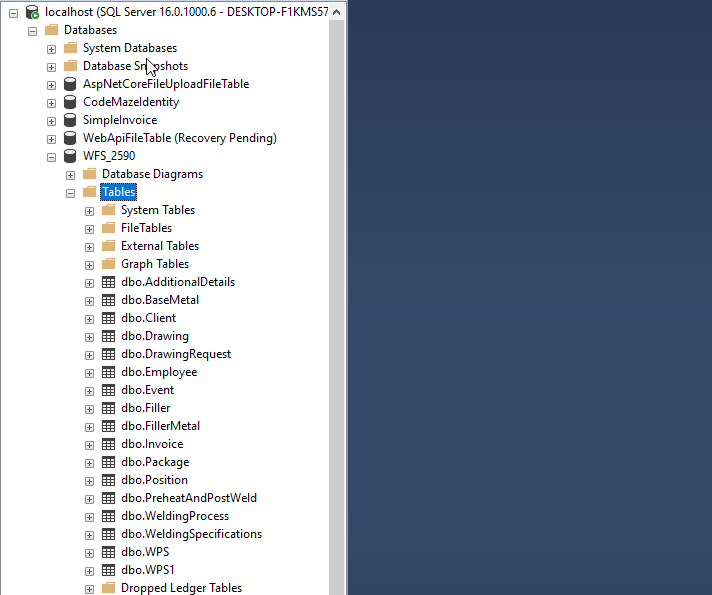 localhost (SQL Server 16.0.1000.6 - DESKTOP-F1KMS57
Databases
System Databases
Database Snapshots
AspNetCoreFileUploadFileTable
CodeMazeIdentity
SimpleInvoice
WebApiFileTable (Recovery Pending)
WFS_2590
Database Diagrams
Tables
System Tables
FileTables
External Tables
Graph Tables
dbo.AdditionalDetails
dbo.BaseMetal
dbo.Client
dbo.Drawing
dbo.DrawingRequest
dbo.Employee
dbo.Event
dbo.Filler
dbo.FillerMetal
dbo.Invoice
dbo.Package
dbo.Position
dbo.PreheatAndPostWeld
dbo.WeldingProcess
dbo.WeldingSpecifications
dbo.WPS
dbo.WPS1
Dropped Ledger Tables